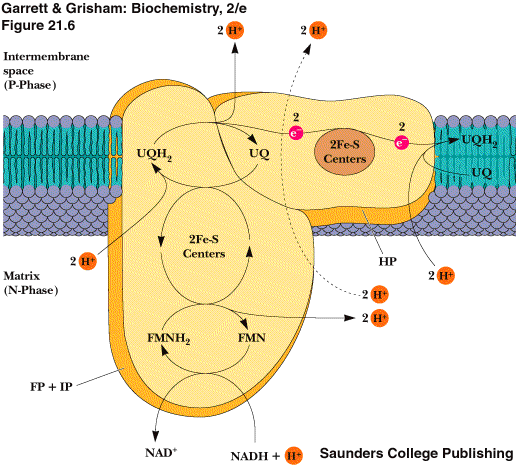 Garrett & Grisham: Biochemistry, 2/e
Figure 21.6
2 H⁺
2 H⁺
Intermembrane
space
(P-Phase)
2
e⁻
2
e⁻
UQH₂
UQ
2Fe-S
Centers
UQH₂
UQ
2Fe-S
Centers
2 H⁺
HP
2 H⁺
Matrix
(N-Phase)
2 H⁺
2 H⁺
FMNH₂
FMN
FP + IP
NAD⁺
NADH + H⁺
Saunders College Publishing